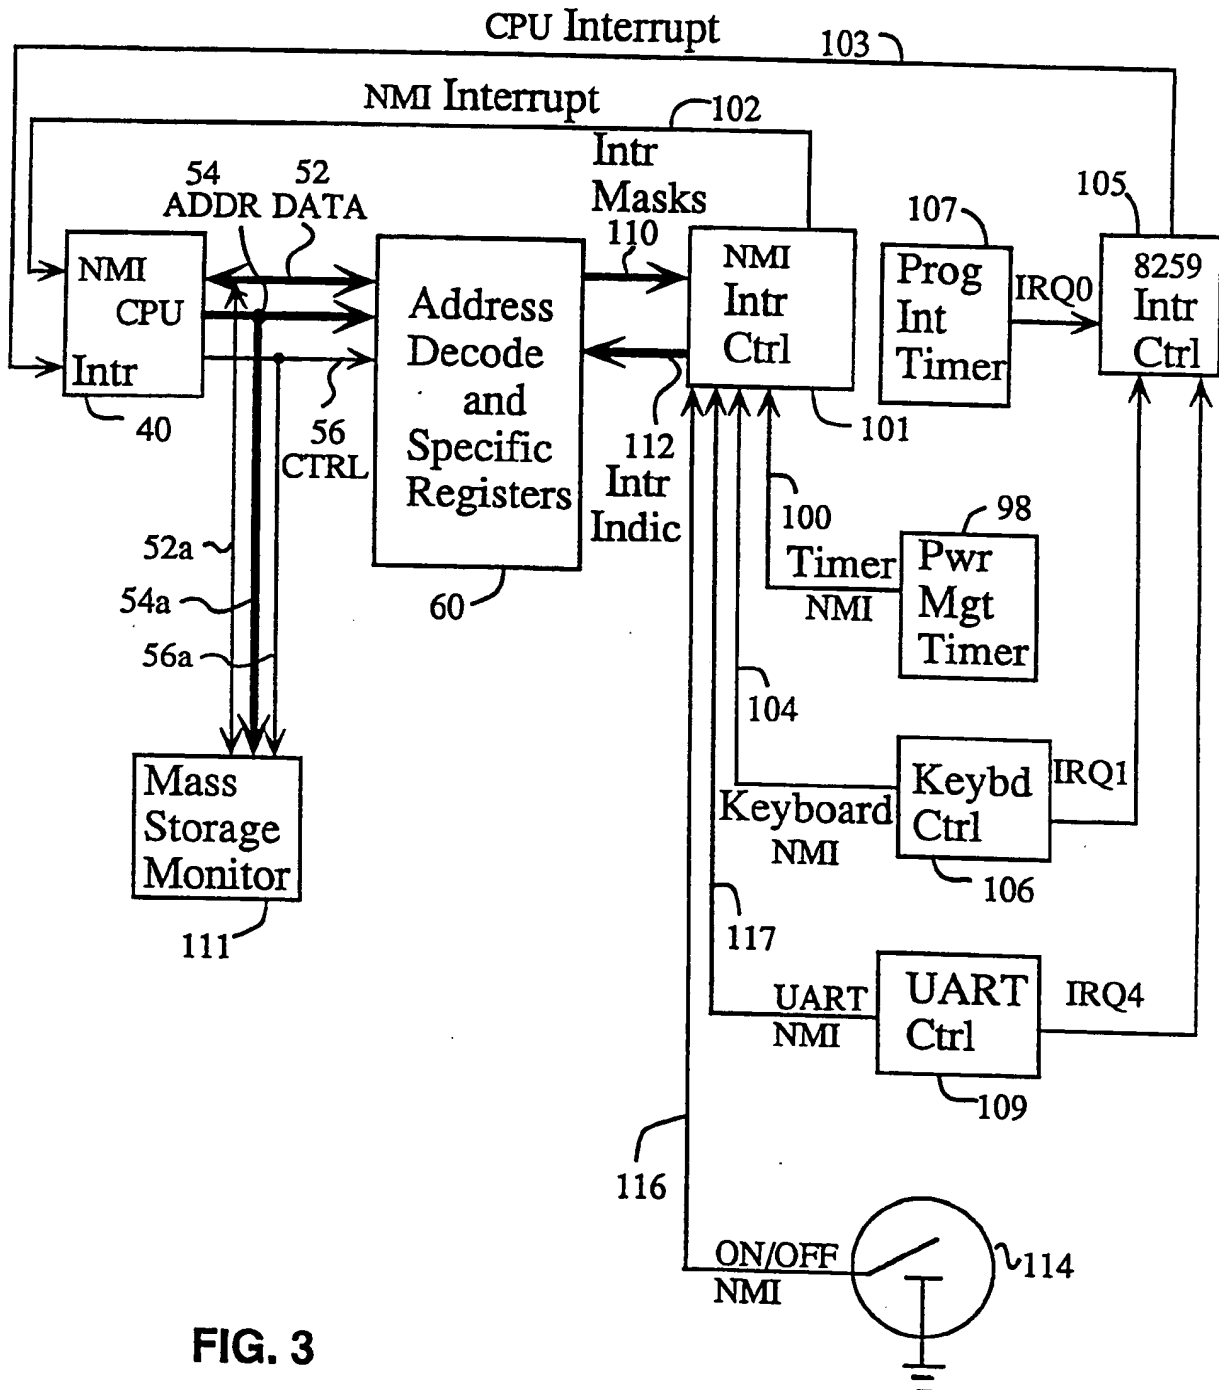 CPU Interrupt
103
NMI Interrupt
102
54
52
ADDR DATA
Intr
Masks
110
107
105
NMI
CPU
Intr
40
Address
Decode
and
Specific
Registers
60
NMI
Intr
Ctrl
101
Prog
Int
Timer
IRQ0
8259
Intr
Ctrl
56
CTRL
112
Intr
Indic
100
98
Timer
NMI
Pwr
Mgt
Timer
52a
54a
56a
104
Mass
Storage
Monitor
111
Keyboard
NMI
Keybd
Ctrl
106
IRQ1
117
UART
NMI
UART
Ctrl
109
IRQ4
116
ON/OFF
NMI
114
FIG. 3